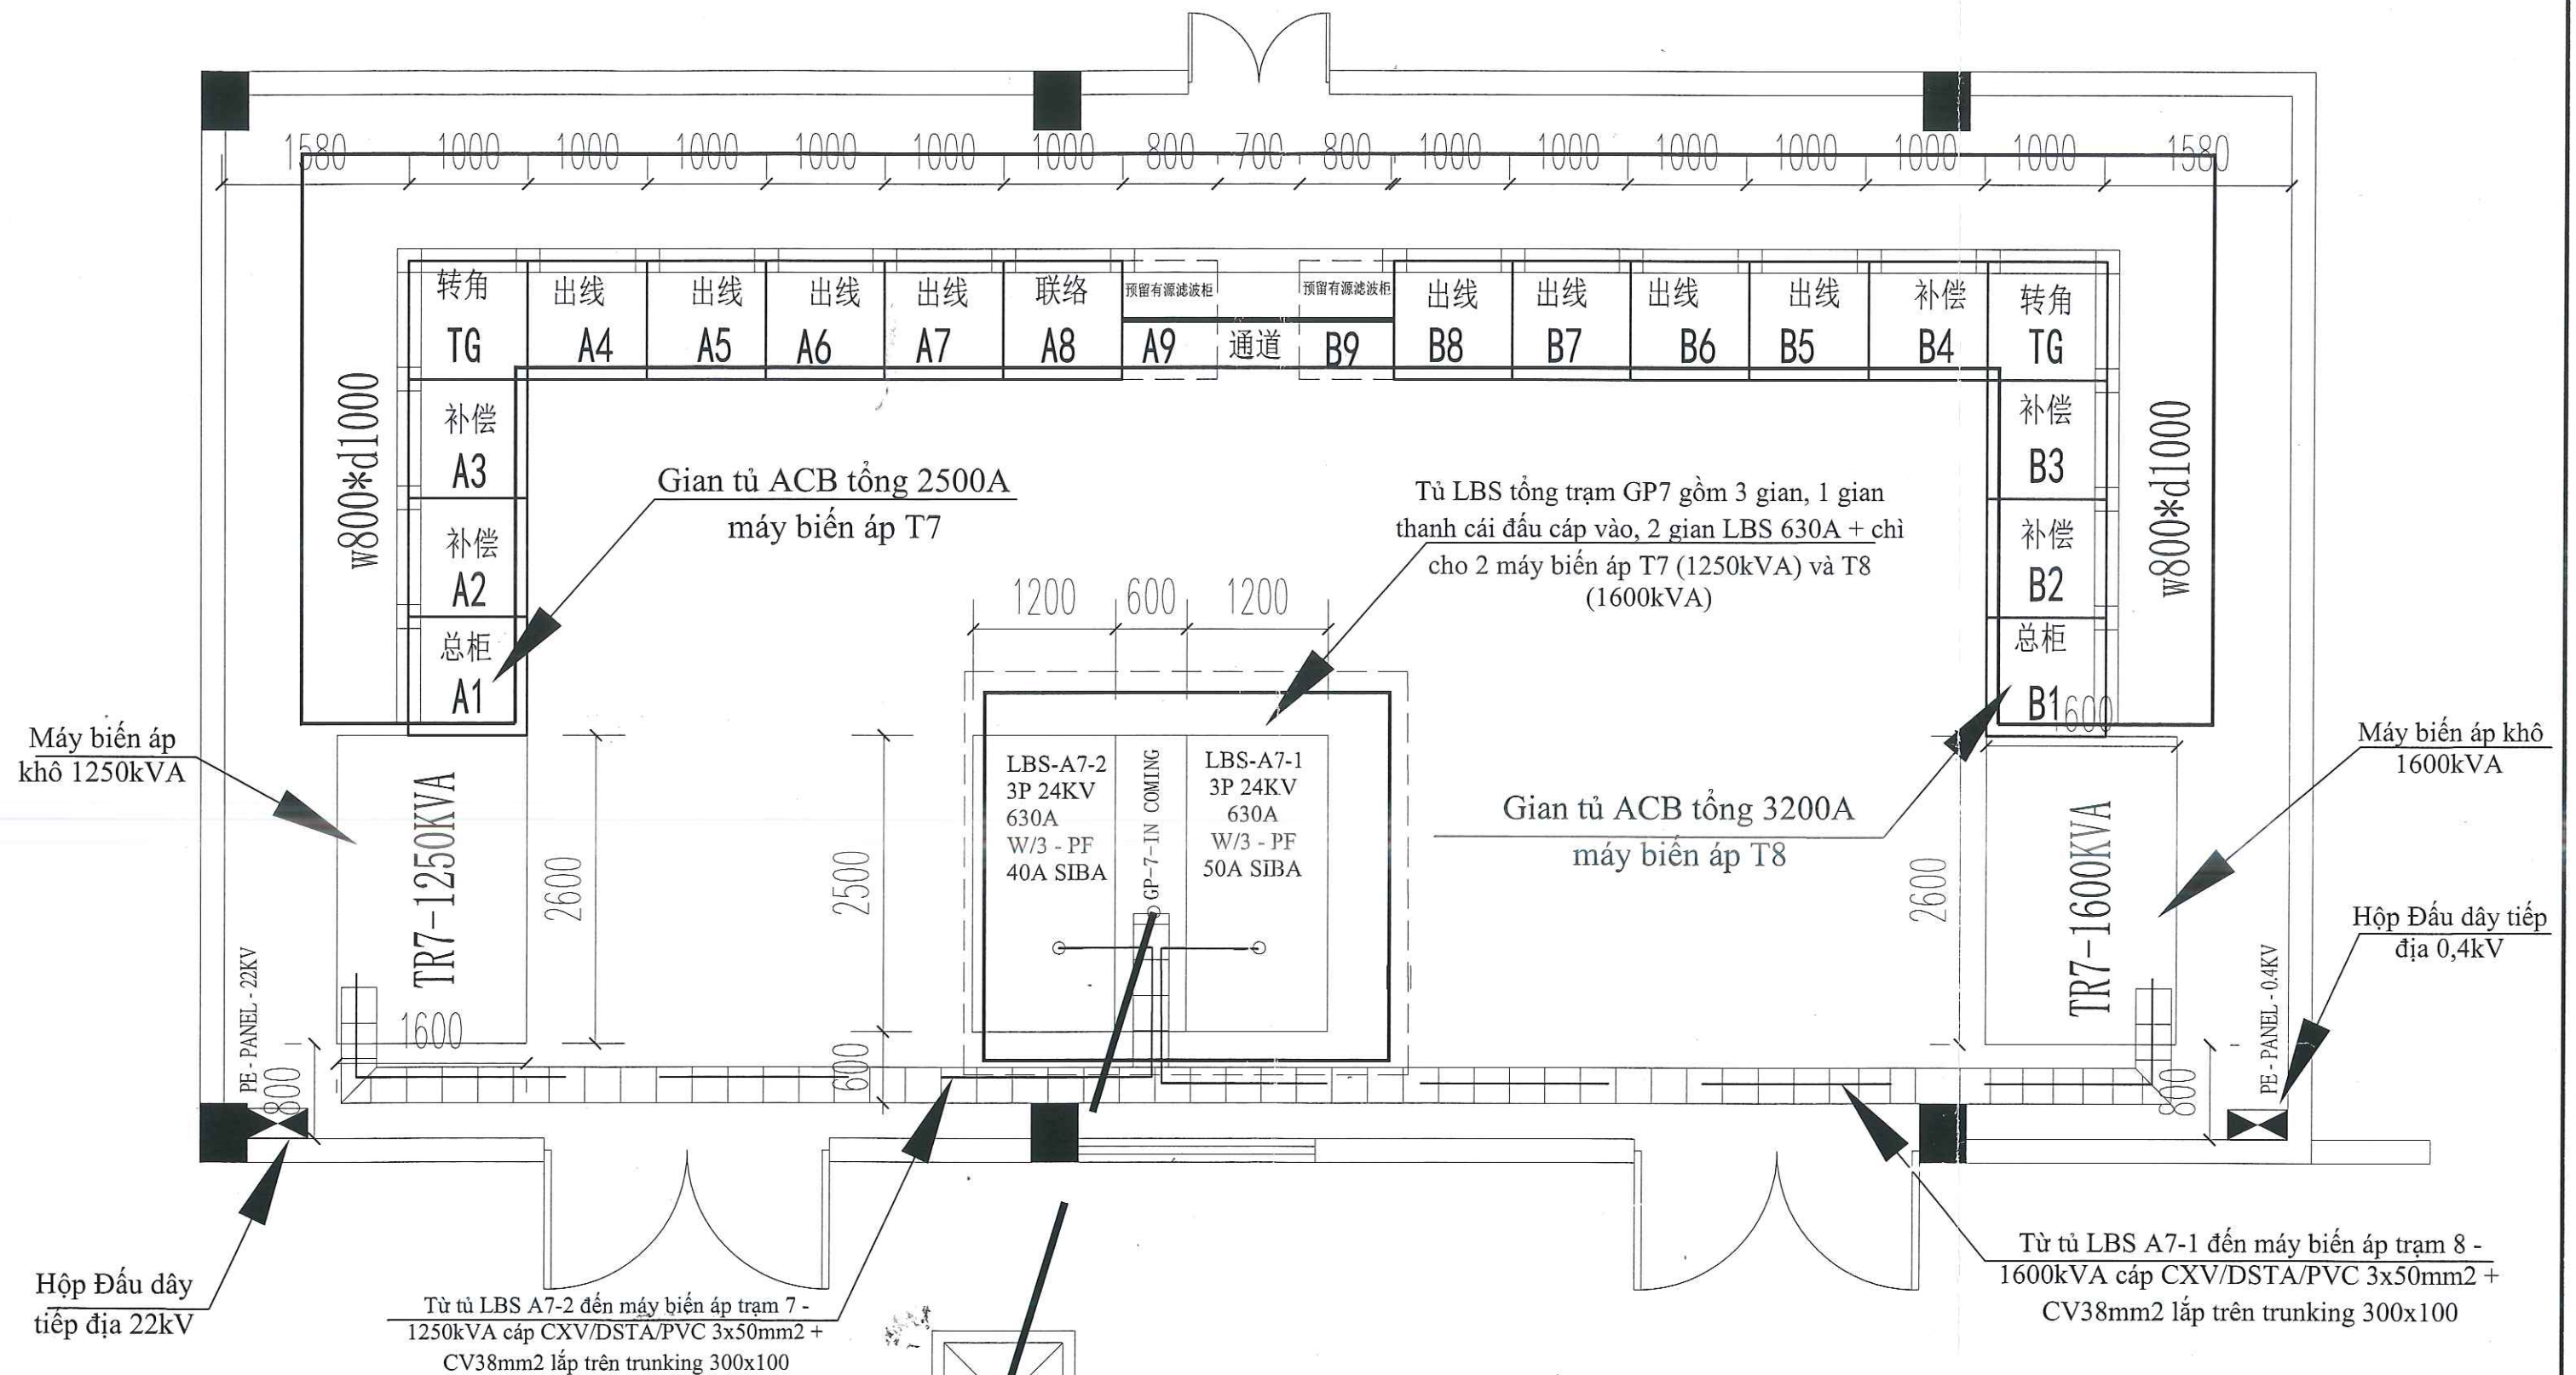 1580 1000 1000 1000 1000 1000 1000 800 700 800 1000 1000 1000 1000 1000 1000 1580
转角
TG
出线
A4
出线
A5
出线
A6
出线
A7
联络
A8
预留有源滤波柜
A9
通道
预留有源滤波柜
B9
出线
B8
出线
B7
出线
B6
出线
B5
补偿
B4
转角
TG
w800*d1000
补偿
A3
补偿
A2
总柜
A1
Gian tủ ACB tổng 2500A
máy biến áp T7
Tủ LBS tổng trạm GP7 gồm 3 gian, 1 gian
thanh cái đấu cáp vào, 2 gian LBS 630A + chì
cho 2 máy biến áp T7 (1250kVA) và T8
(1600kVA)
补偿
B3
补偿
B2
总柜
B1
w800*d1000
1200 600 1200
1600
Máy biến áp
khô 1250kVA
TR7-1250KVA
2600
1600
2500
600
LBS-A7-2
3P 24KV
630A
W/3 - PF
40A SIBA
GP-7-IN COMING
LBS-A7-1
3P 24KV
630A
W/3 - PF
50A SIBA
Gian tủ ACB tổng 3200A
máy biến áp T8
2600
TR7-1600KVA
Máy biến áp khô
1600kVA
Hộp Đấu dây tiếp
địa 0,4kV
PE - PANEL - 22KV
800
PE - PANEL - 0.4KV
800
Hộp Đấu dây
tiếp địa 22kV
Từ tủ LBS A7-2 đến máy biến áp trạm 7 -
1250kVA cáp CXV/DSTA/PVC 3x50mm2 +
CV38mm2 lắp trên trunking 300x100
Từ tủ LBS A7-1 đến máy biến áp trạm 8 -
1600kVA cáp CXV/DSTA/PVC 3x50mm2 +
CV38mm2 lắp trên trunking 300x100